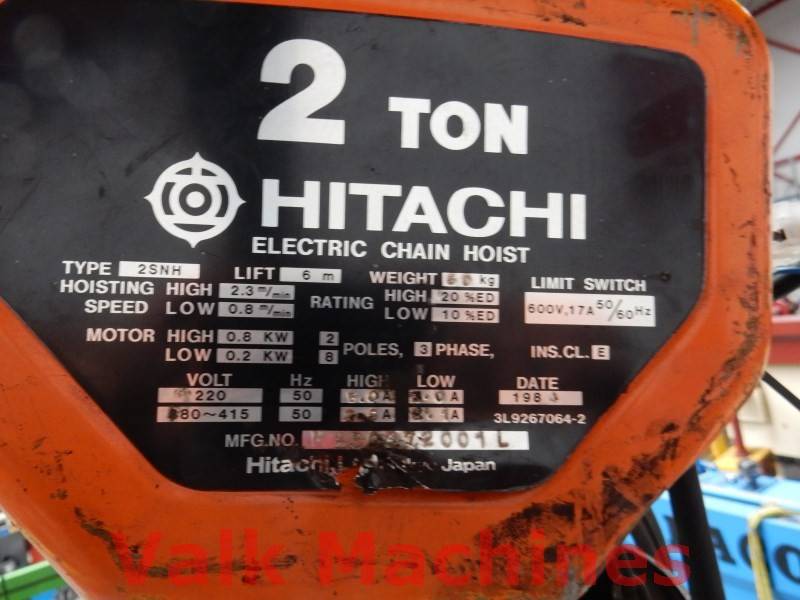 2 TON
HITACHI
ELECTRIC CHAIN HOIST
TYPE 2SNH LIFT 6 m WEIGHT kg LIMIT SWITCH
HOISTING SPEED HIGH 2.3 m/min RATING HIGH 20 %ED 600V,17A 50/60Hz
LOW 0.8 m/min LOW 10 %ED
MOTOR HIGH 0.8 KW 2 POLES, 3 PHASE, INS.CL. E
LOW 0.2 KW 8
VOLT Hz HIGH LOW DATE
220 50
~415 50 3L9267064-2
MFG.NO.
Hitachi, Japan
Valk Machines